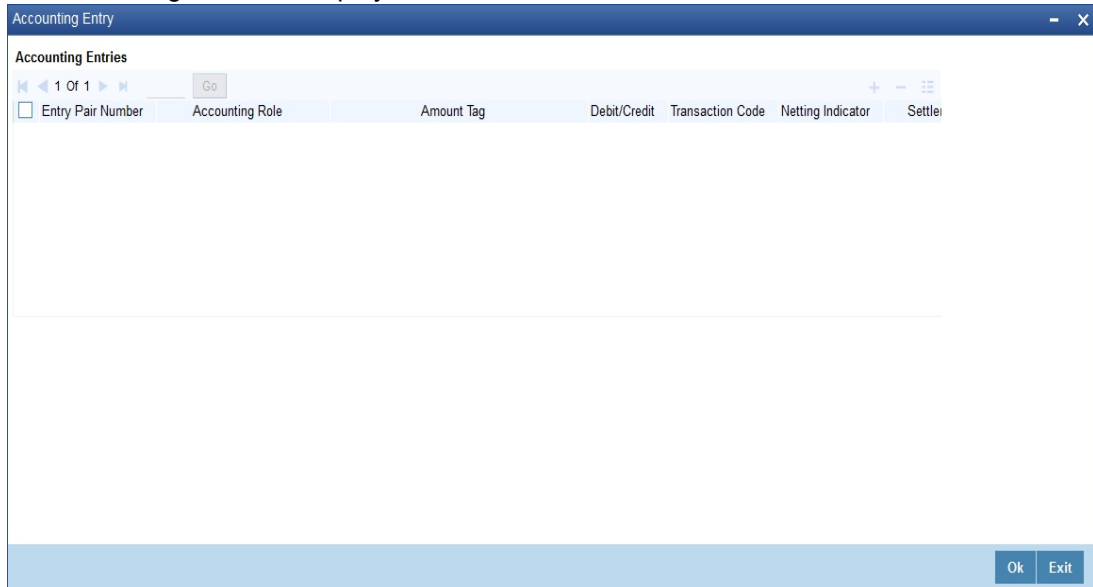 Accounting Entry
Accounting Entries
1 Of 1 Go
Entry Pair Number Accounting Role Amount Tag Debit/Credit Transaction Code Netting Indicator Settle
Ok Exit